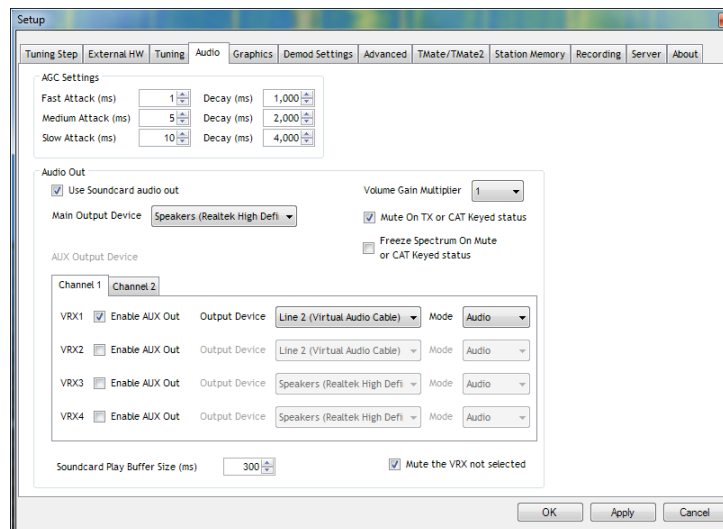 Setup
Tuning Step External HW Tuning Audio Graphics Demod Settings Advanced TMate/TMate2 Station Memory Recording Server About
AGC Settings
Fast Attack (ms) 1 Decay (ms) 1,000
Medium Attack (ms) 5 Decay (ms) 2,000
Slow Attack (ms) 10 Decay (ms) 4,000
Audio Out
Use Soundcard audio out Volume Gain Multiplier 1
Main Output Device Speakers (Realtek High Defi Mute On TX or CAT Keyed status
Freeze Spectrum On Mute
or CAT Keyed status
AUX Output Device
Channel 1 Channel 2
VRX1 Enable AUX Out Output Device Line 2 (Virtual Audio Cable) Mode Audio
VRX2 Enable AUX Out Output Device Line 2 (Virtual Audio Cable) Mode Audio
VRX3 Enable AUX Out Output Device Speakers (Realtek High Defi Mode Audio
VRX4 Enable AUX Out Output Device Speakers (Realtek High Defi Mode Audio
Soundcard Play Buffer Size (ms) 300 Mute the VRX not selected
OK Apply Cancel